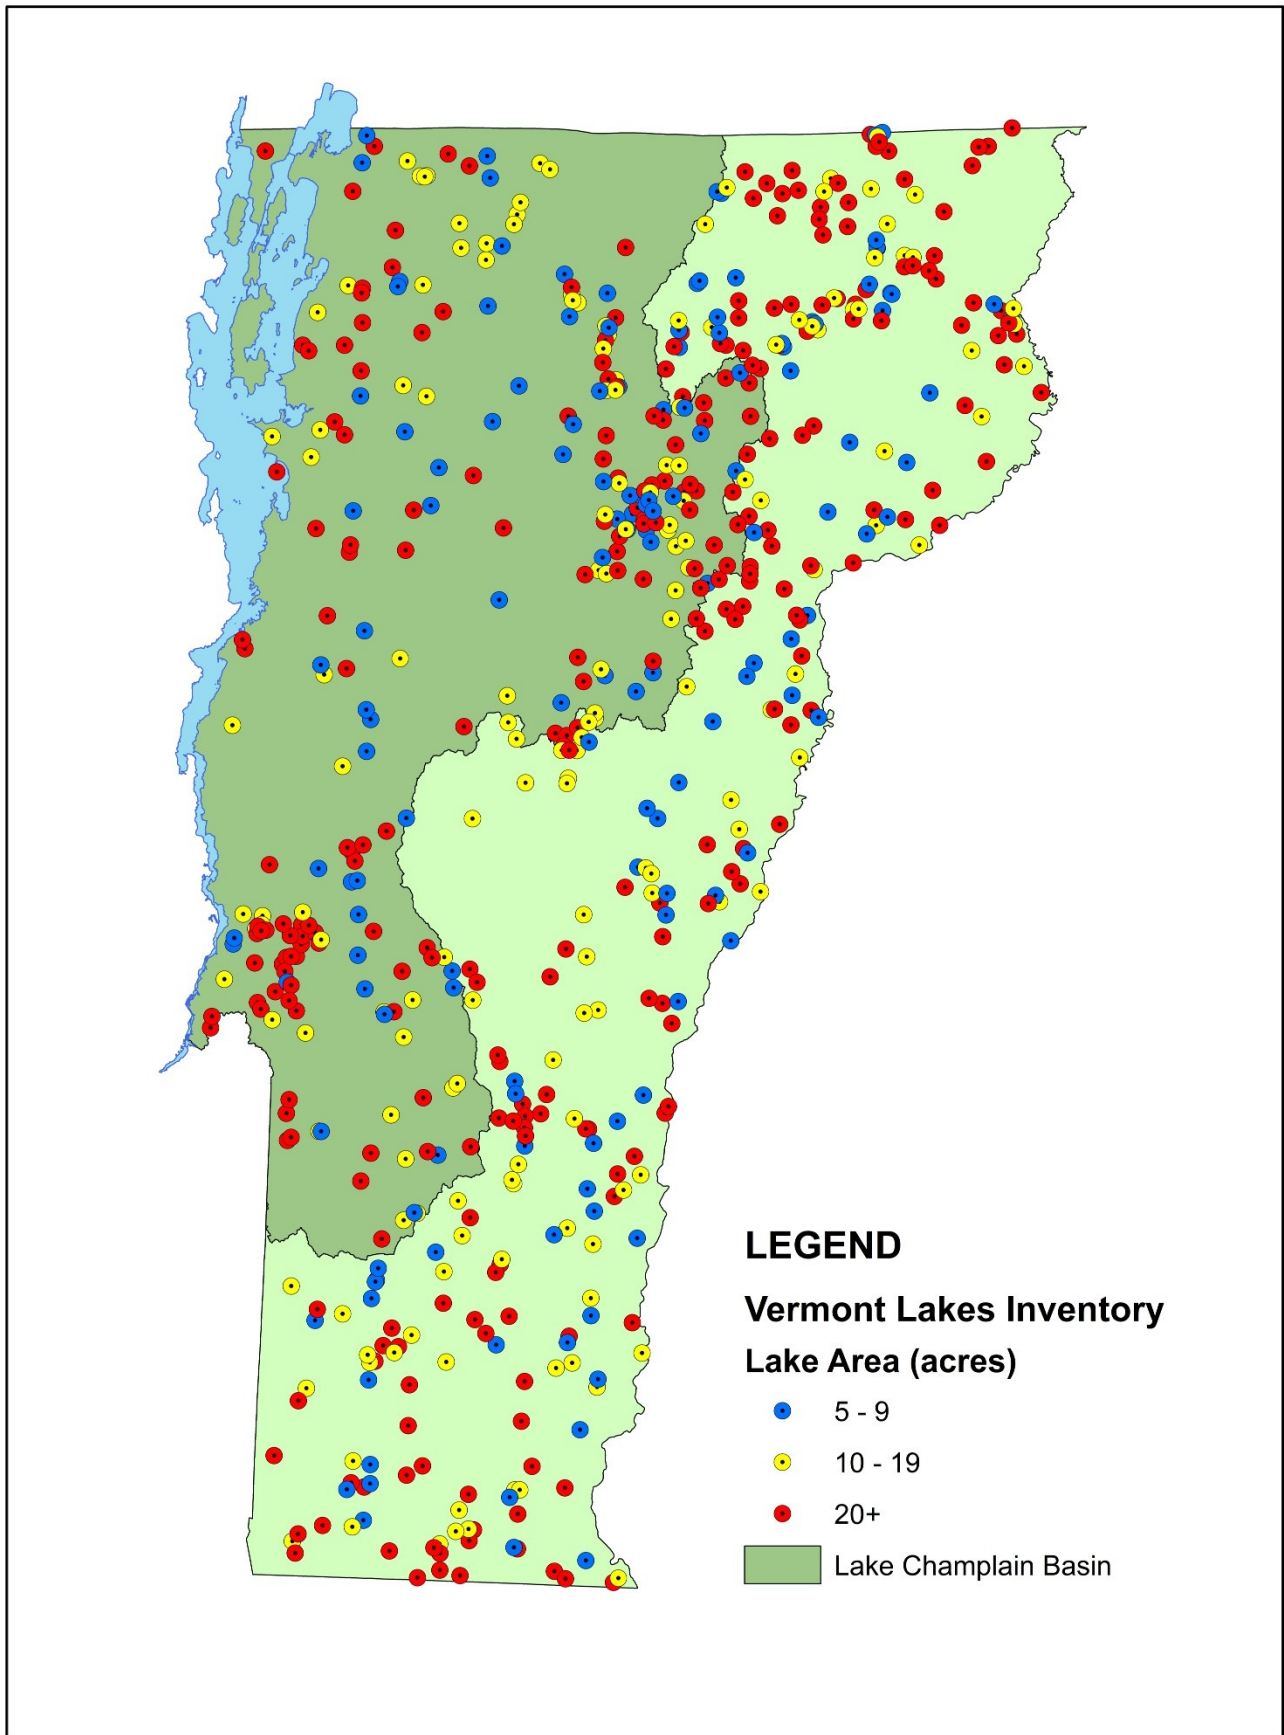 LEGEND
Vermont Lakes Inventory
Lake Area (acres)
5 - 9
10 - 19
20+
Lake Champlain Basin